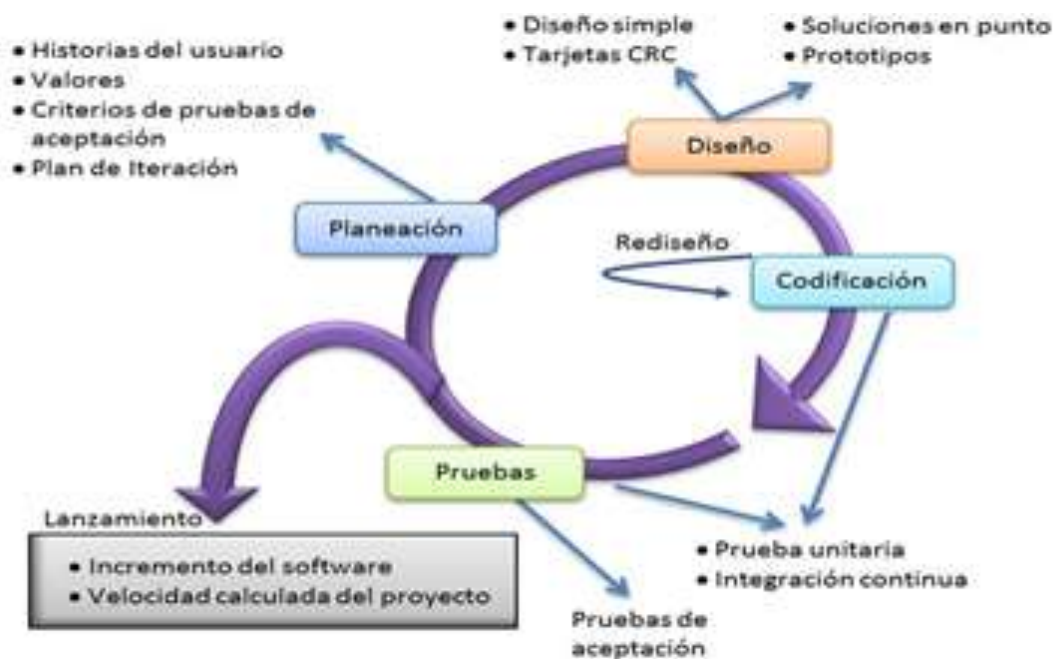 • Historias del usuario
• Valores
• Criterios de pruebas de
aceptación
• Plan de Iteración
• Diseño simple
• Tarjetas CRC
• Soluciones en punto
• Prototipos
Diseño
Planeación
Rediseño
Codificación
Pruebas
Lanzamiento
• Incremento del software
• Velocidad calculada del proyecto
• Prueba unitaria
• Integración continua
Pruebas de
aceptación